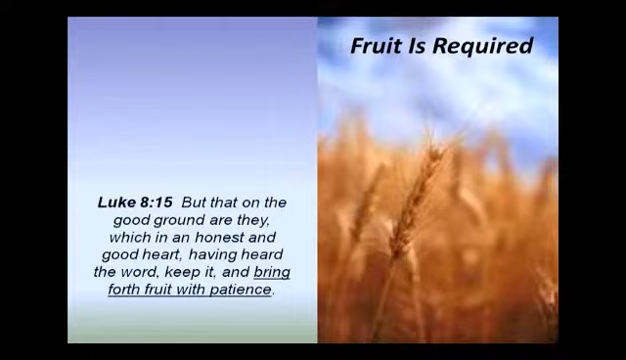 Fruit Is Required
Luke 8:15  But that on the
good ground are they,
which in an honest and
good heart, having heard
the word, keep it, and bring
forth fruit with patience.